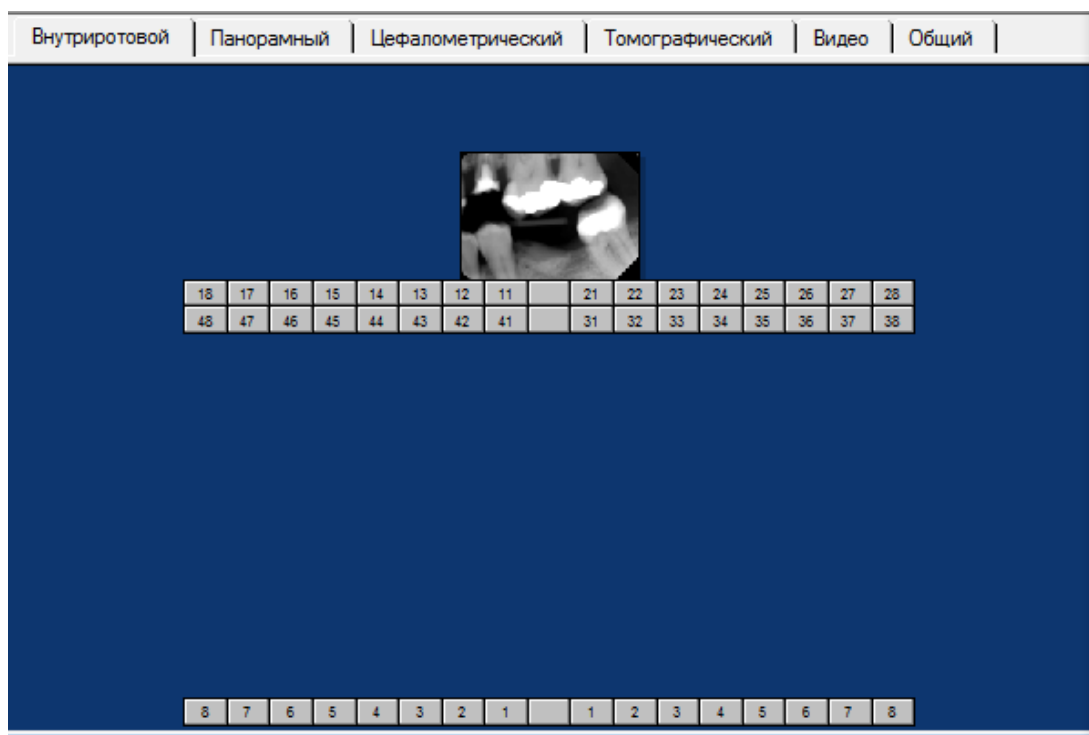 Внутриротовой Панорамный Цефалометрический Томографический Видео Общий
18 17 16 15 14 13 12 11 21 22 23 24 25 26 27 28
48 47 46 45 44 43 42 41 31 32 33 34 35 36 37 38
8 7 6 5 4 3 2 1 1 2 3 4 5 6 7 8